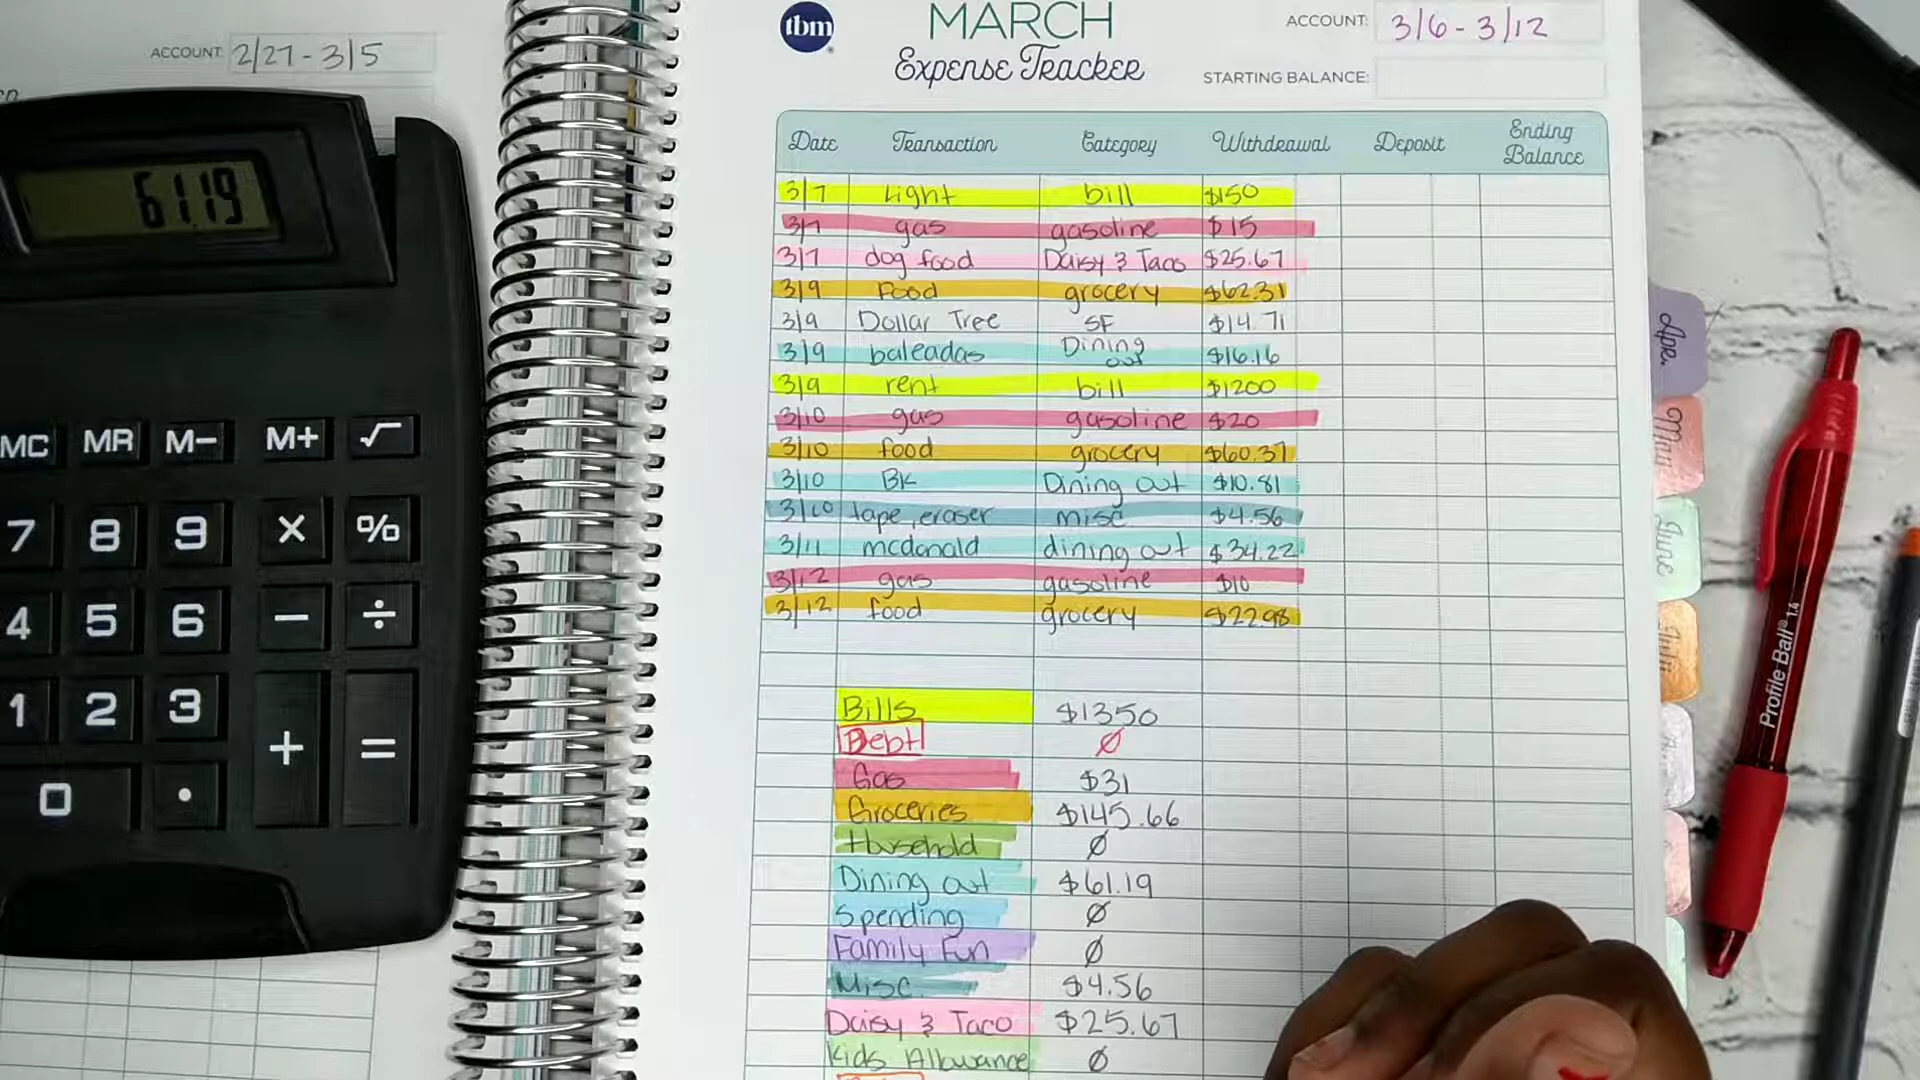 ACCOUNT: 2/27-3/5
61.19
MC MR M- M+ √
7 8 9 X %
4 5 6 - ÷
1 2 3 + =
0 .
tbm
MARCH
Expense Tracker
ACCOUNT: 3/6-3/12
STARTING BALANCE:
Date Transaction Category Withdrawal Deposit Ending Balance
3/7 Light bill $150
3/7 gas gasoline $15
3/7 dog food Daisy & Taco $25.67
3/9 Food grocery $62.31
3/9 Dollar Tree SF $14.71
3/9 baleadas Dining out $16.16
3/9 rent bill $1200
3/10 gas gasoline $20
3/10 food grocery $60.37
3/10 BK Dining out $10.81
3/10 tape, eraser misc $4.56
3/11 mcdonald dining out $34.22
3/12 gas gasoline $10
3/12 food grocery $22.98
Bills $1350
Debt Ø
Gas $31
Groceries $145.66
Household Ø
Dining out $61.19
Spending Ø
Family Fun Ø
Misc. $4.56
Daisy & Taco $25.67
Kids Allowance Ø
Apr.
May
June
July
Profile Ball® 1.4